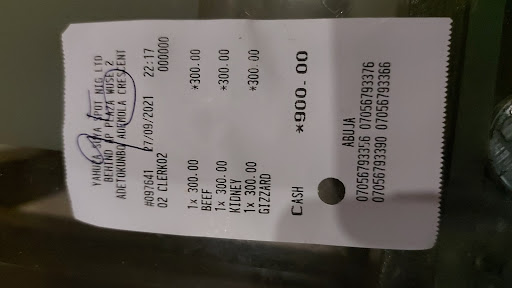 YAHUZA SUYA SPOT NIG LTD
BEHIND AP PLAZA WUSE 2
ADETOKUNBO ADEMOLA CRESCENT
#097641 27/09/2021 22:17
02 CLERK02 000000
1x 300.00
BEEF *300.00
1x 300.00
KIDNEY *300.00
1x 300.00
GIZZARD *300.00
CASH *900.00
ABUJA
07056793356 07056793376
07056793390 07056793366